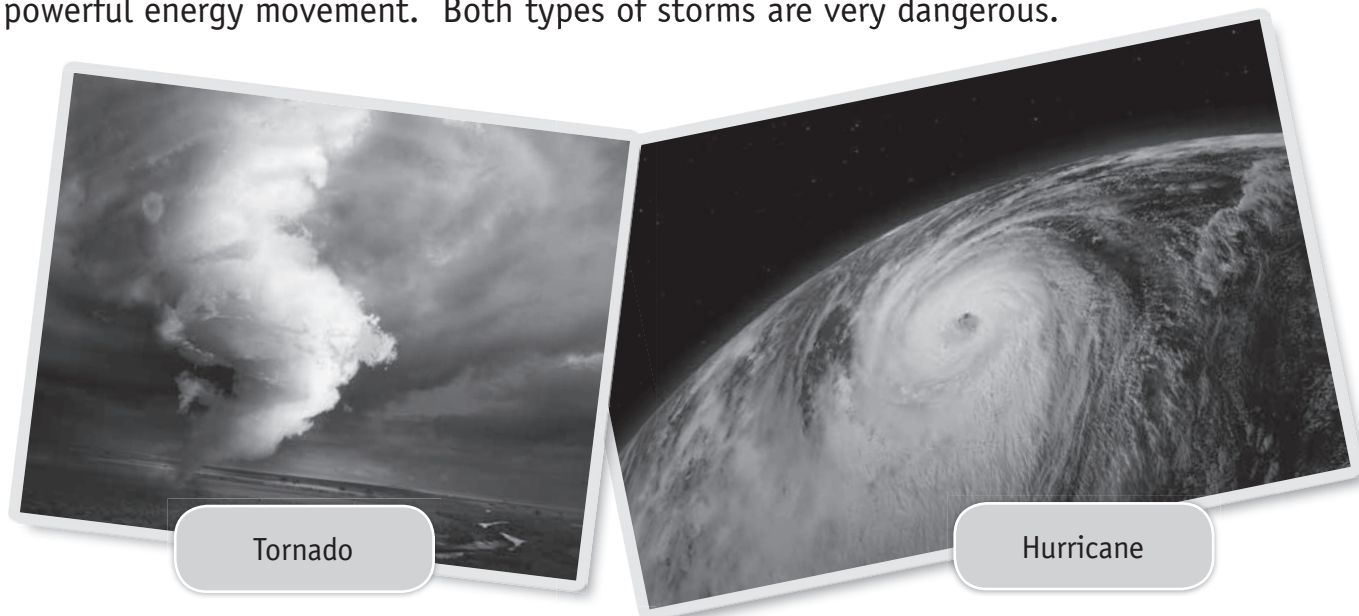 powerful energy movement. Both types of storms are very dangerous.
Tornado
Hurricane